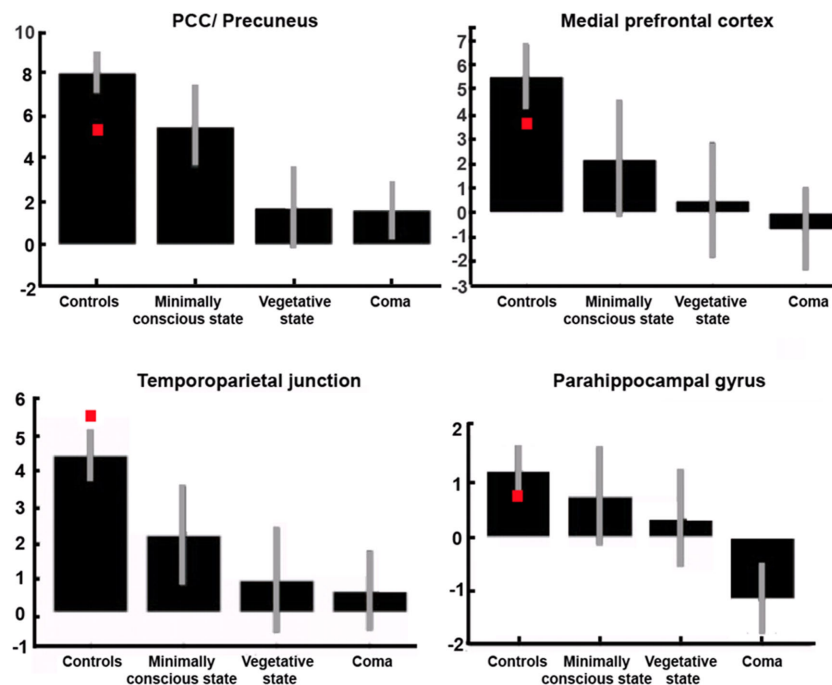 PCC/ Precuneus
10
8
6
4
2
0
-2
Controls
Minimally
conscious state
Vegetative
state
Coma
Medial prefrontal cortex
7
6
5
4
3
2
1
0
-1
-2
-3
Controls
Minimally
conscious state
Vegetative
state
Coma
Temporoparietal junction
6
5
4
3
2
1
0
-1
Controls
Minimally
conscious state
Vegetative
state
Coma
Parahippocampal gyrus
2
1
0
-1
-2
Controls
Minimally
conscious state
Vegetative
state
Coma